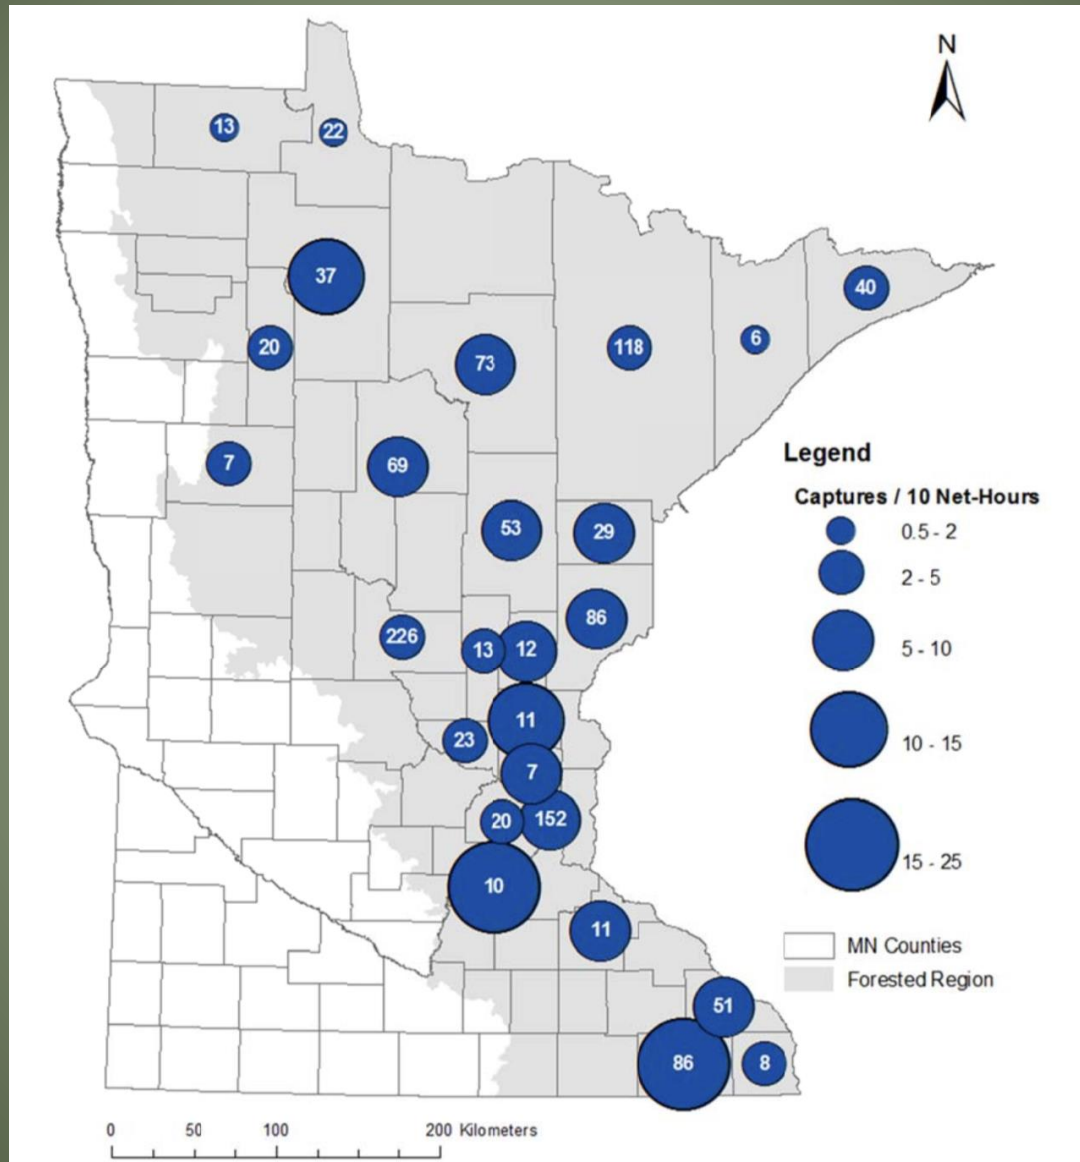 N
13
22
37
40
20
73
118
6
7
69
53
29
226
13
12
86
11
23
7
20
152
10
11
51
86
8
Legend
Captures / 10 Net-Hours
0.5 - 2
2 - 5
5 - 10
10 - 15
15 - 25
MN Counties
Forested Region
0 50 100 200 Kilometers